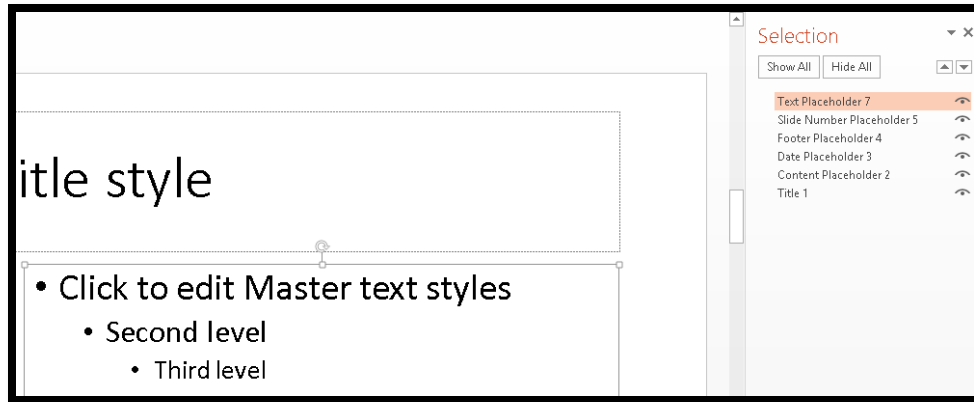 itle style
• Click to edit Master text styles
• Second level
• Third level
Selection
Show All Hide All
Text Placeholder 7
Slide Number Placeholder 5
Footer Placeholder 4
Date Placeholder 3
Content Placeholder 2
Title 1